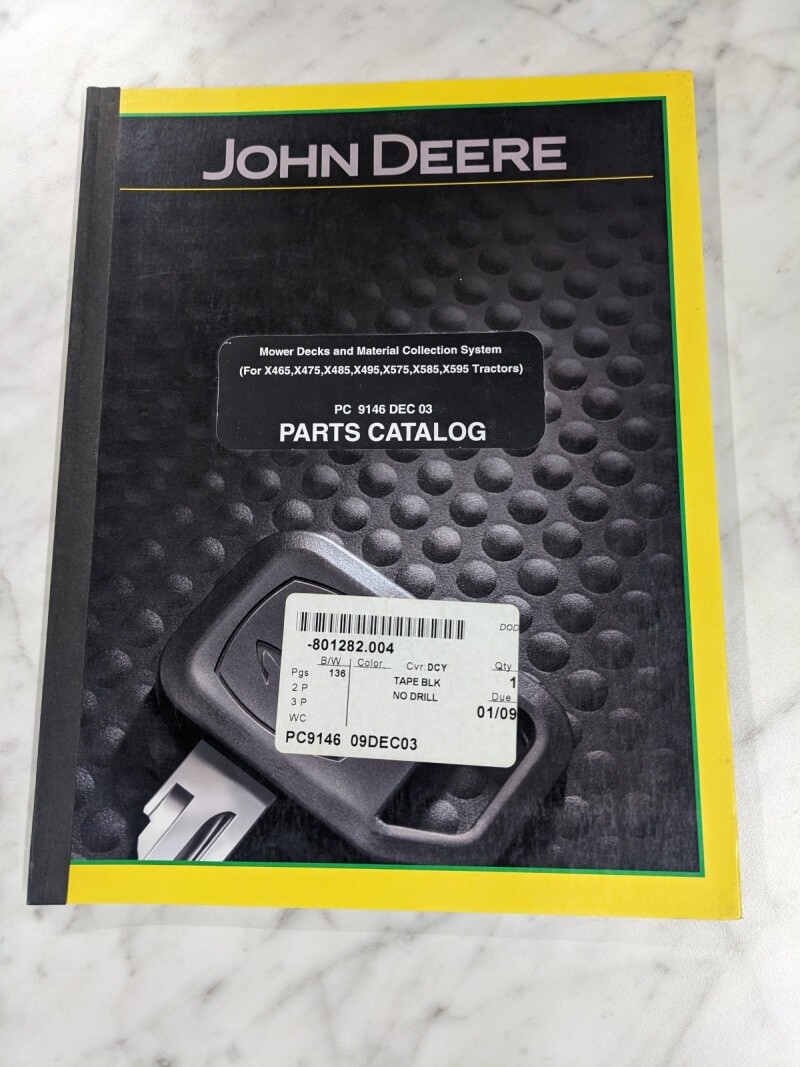 JOHN DEERE
Mower Decks and Material Collection System
(For X465,X475,X485,X495,X575,X585,X595 Tractors)
PC 9146 DEC 03
PARTS CATALOG
DOD
-801282.004
B/W Color Cvr: DCY Qty
Pgs 136 TAPE BLK 1
2 P NO DRILL Due
3 P 01/09
WC
PC9146 09DEC03